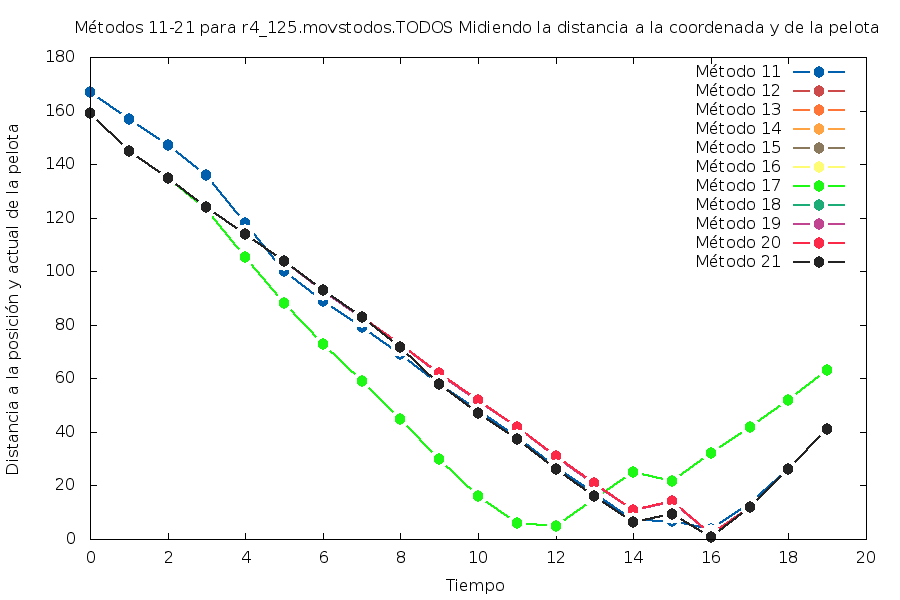 Métodos 11-21 para r4_125.movstodos.TODOS Midiendo la distancia a la coordenada y de la pelota
Distancia a la posición y actual de la pelota
180
160
140
120
100
80
60
40
20
0
Método 11
Método 12
Método 13
Método 14
Método 15
Método 16
Método 17
Método 18
Método 19
Método 20
Método 21
0 2 4 6 8 10 12 14 16 18 20
Tiempo